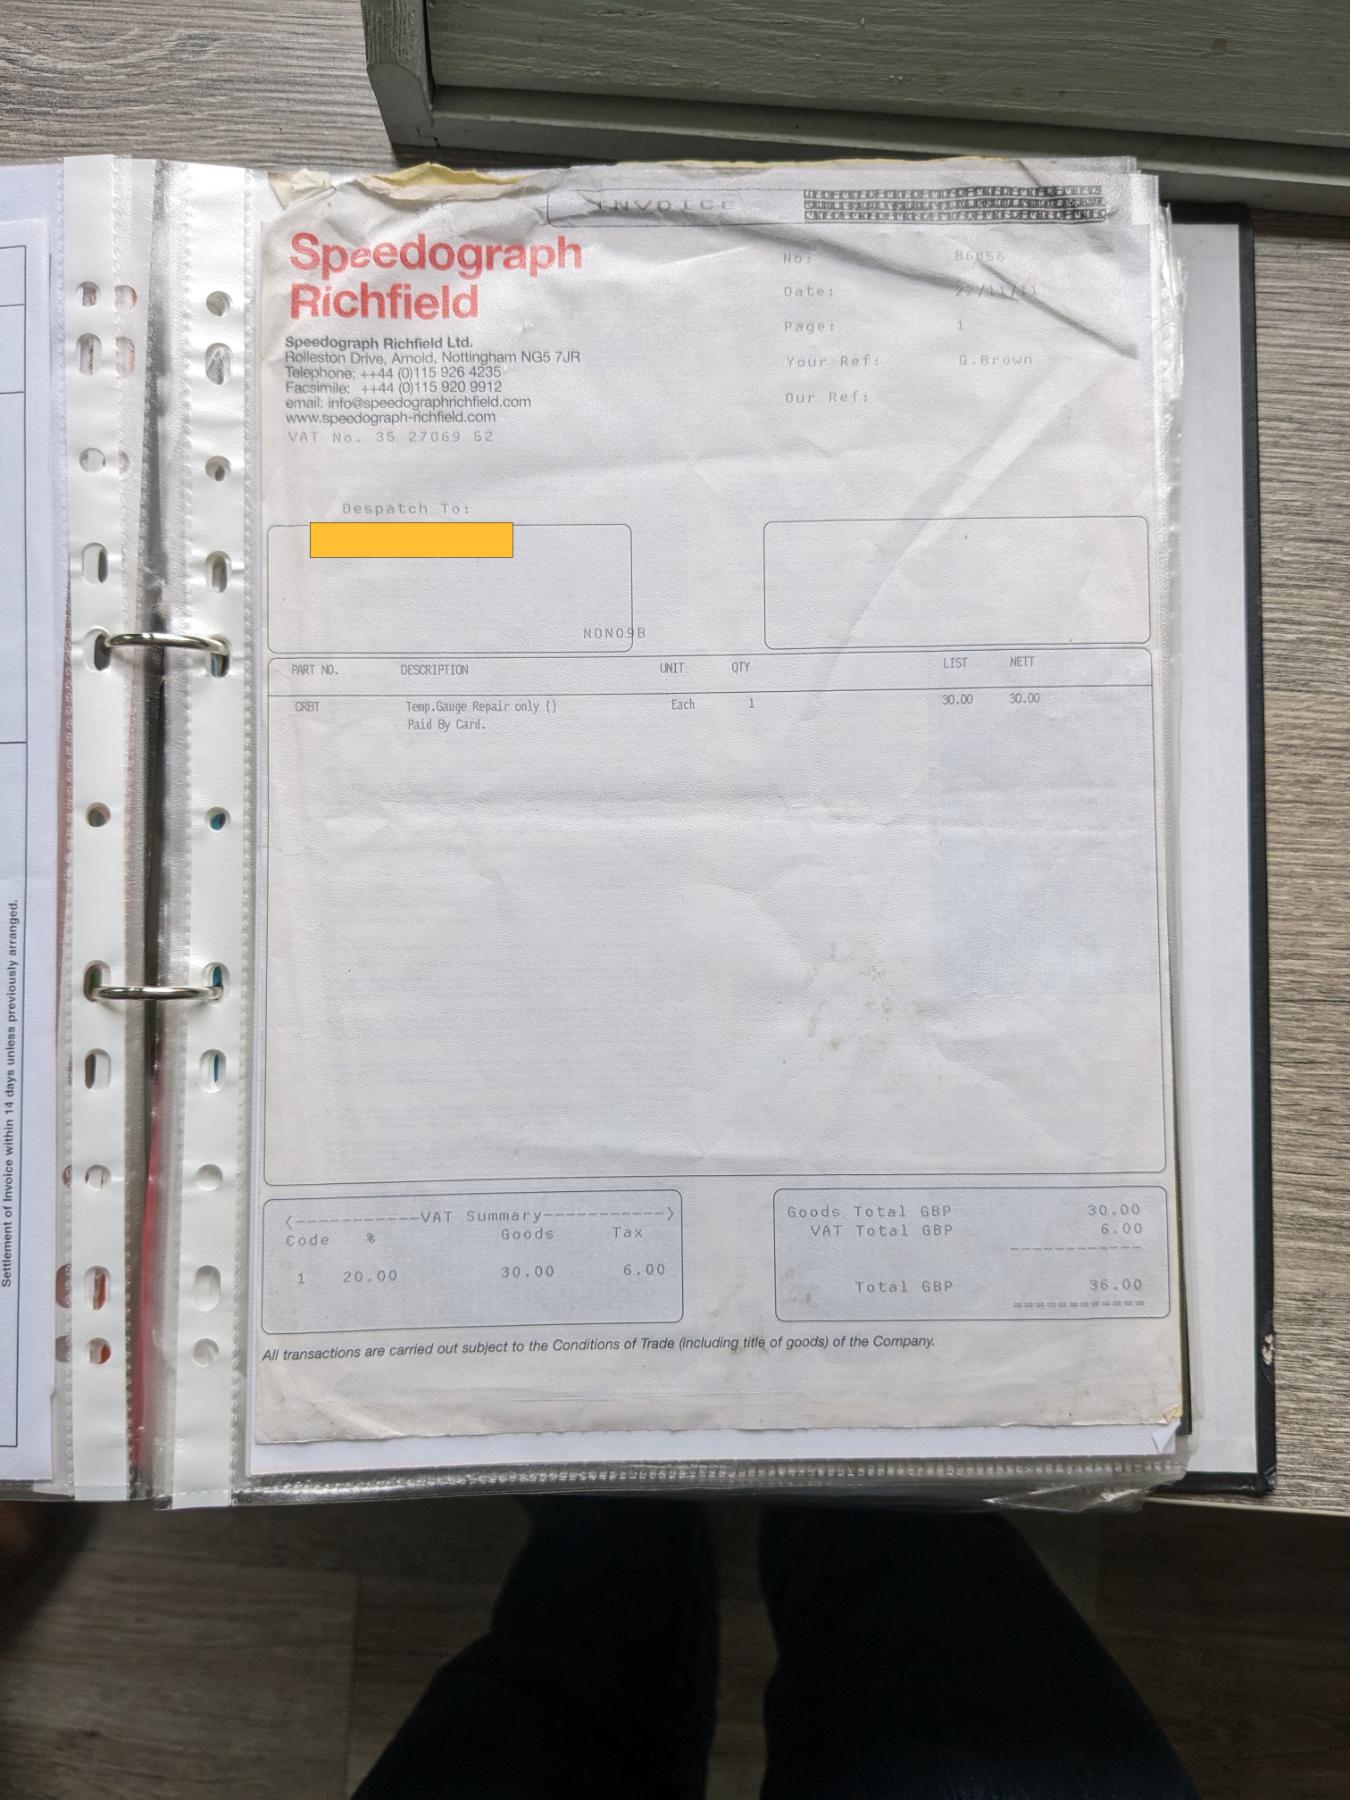 INVOICE
Speedograph
Richfield
Speedograph Richfield Ltd.
Rolleston Drive, Arnold, Nottingham NG5 7JR
Telephone: ++44 (0)115 926 4235
Facsimile: ++44 (0)115 920 9912
email: info@speedographrichfield.com
www.speedograph-richfield.com
VAT No. 35 27069 52
No:
Date:
Page: 1
Your Ref: G.Brown
Our Ref:
Despatch To:
NON09B
PART NO. DESCRIPTION UNIT QTY LIST NETT
CRBT Temp.Gauge Repair only () Each 1 30.00 30.00
Paid By Card.
<-----------VAT Summary----------->
Code % Goods Tax
1 20.00 30.00 6.00
Goods Total GBP 30.00
VAT Total GBP 6.00
------------
Total GBP 36.00
============
All transactions are carried out subject to the Conditions of Trade (including title of goods) of the Company.
Settlement of Invoice within 14 days unless previously arranged.